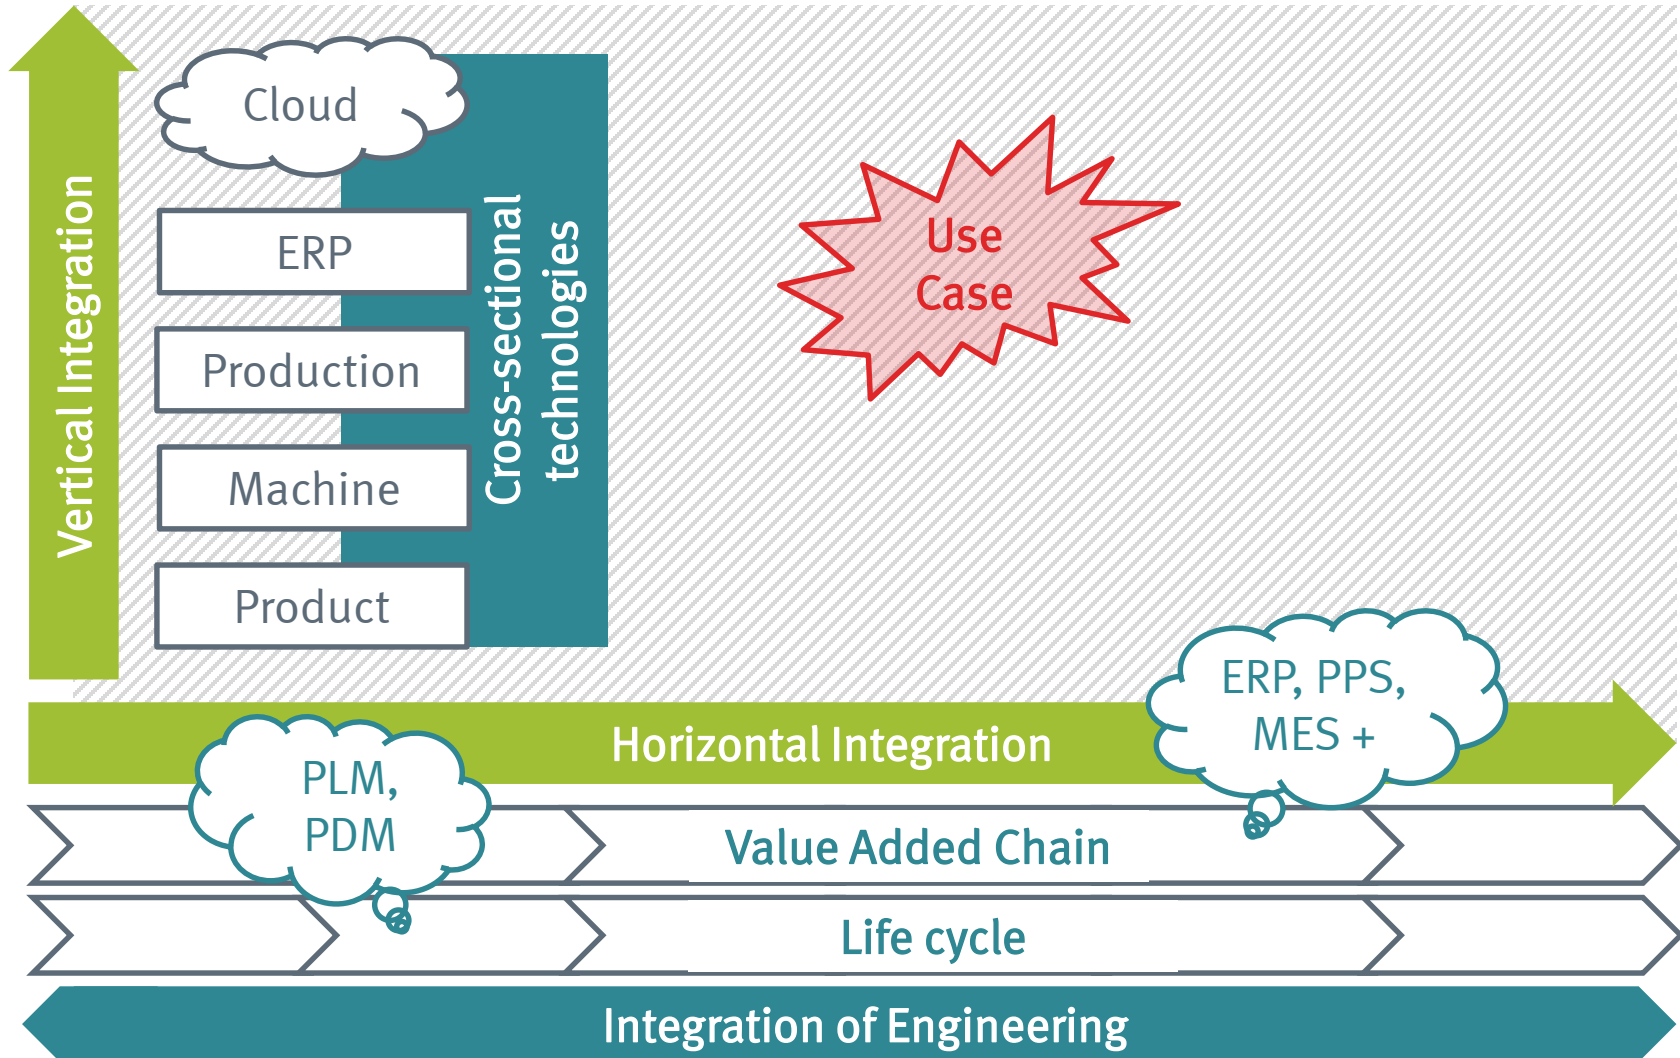 Vertical Integration
Cloud
ERP
Production
Machine
Product
Cross-sectional
technologies
Use
Case
ERP, PPS,
MES +
Horizontal Integration
PLM,
PDM
Value Added Chain
Life cycle
Integration of Engineering